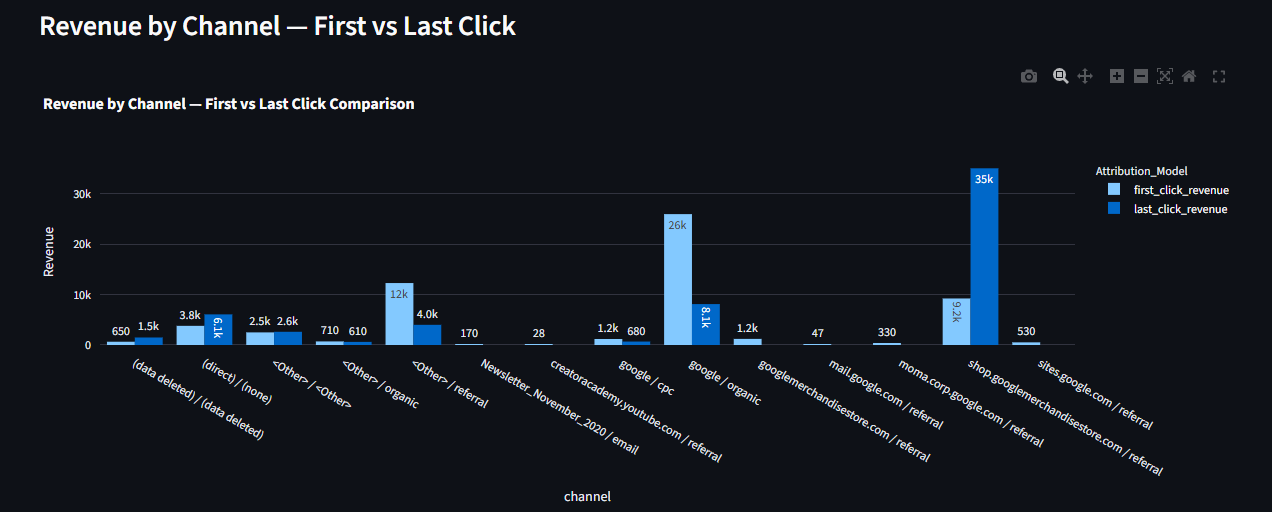 Revenue by Channel — First vs Last Click
Revenue by Channel — First vs Last Click Comparison
Attribution_Model
first_click_revenue
last_click_revenue
Revenue
30k
20k
10k
0
650
1.5k
3.8k
6.1k
2.5k
2.6k
710
610
12k
4.0k
170
28
1.2k
680
26k
8.1k
1.2k
47
330
9.2k
35k
530
(data deleted) / (data deleted)
(direct) / (none)
<Other> / <Other>
<Other> / organic
<Other> / referral
Newsletter_November_2020 / email
creatoracademy.youtube.com / referral
google / cpc
google / organic
googlemerchandisestore.com / referral
mail.google.com / referral
moma.corp.google.com / referral
shop.googlemerchandisestore.com / referral
sites.google.com / referral
channel